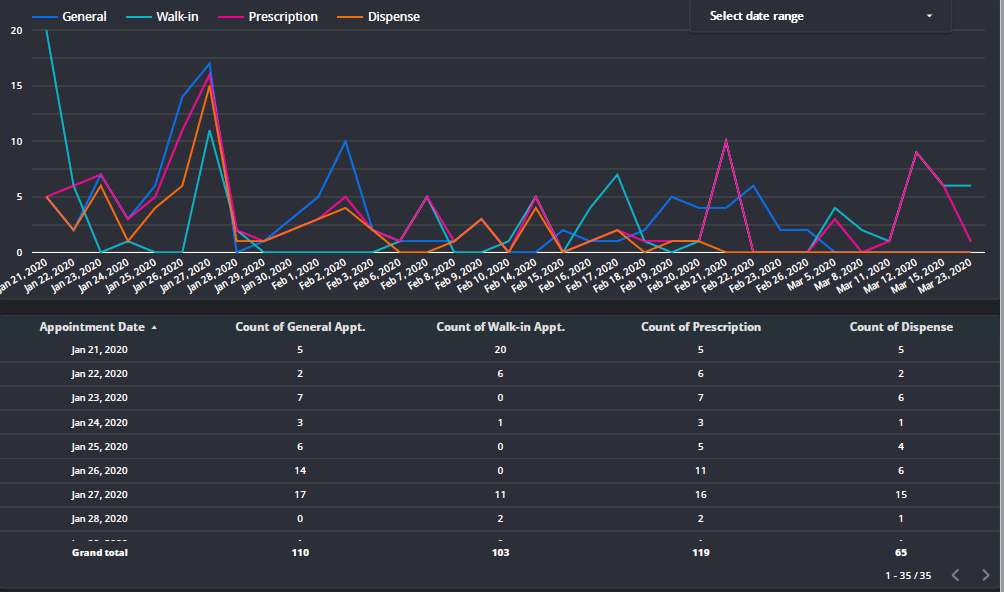 General Walk-in Prescription Dispense Select date range
20
15
10
5
0
Jan 21, 2020
Jan 22, 2020
Jan 23, 2020
Jan 24, 2020
Jan 25, 2020
Jan 26, 2020
Jan 27, 2020
Jan 28, 2020
Jan 29, 2020
Jan 30, 2020
Feb 1, 2020
Feb 2, 2020
Feb 3, 2020
Feb 6, 2020
Feb 7, 2020
Feb 8, 2020
Feb 9, 2020
Feb 10, 2020
Feb 14, 2020
Feb 15, 2020
Feb 16, 2020
Feb 17, 2020
Feb 18, 2020
Feb 19, 2020
Feb 20, 2020
Feb 21, 2020
Feb 22, 2020
Feb 23, 2020
Feb 26, 2020
Mar 5, 2020
Mar 8, 2020
Mar 11, 2020
Mar 12, 2020
Mar 15, 2020
Mar 23, 2020
Appointment Date Count of General Appt. Count of Walk-in Appt. Count of Prescription Count of Dispense
Jan 21, 2020 5 20 5 5
Jan 22, 2020 2 6 6 2
Jan 23, 2020 7 0 7 6
Jan 24, 2020 3 1 3 1
Jan 25, 2020 6 0 5 4
Jan 26, 2020 14 0 11 6
Jan 27, 2020 17 11 16 15
Jan 28, 2020 0 2 2 1
Grand total 110 103 119 65
1 - 35 / 35